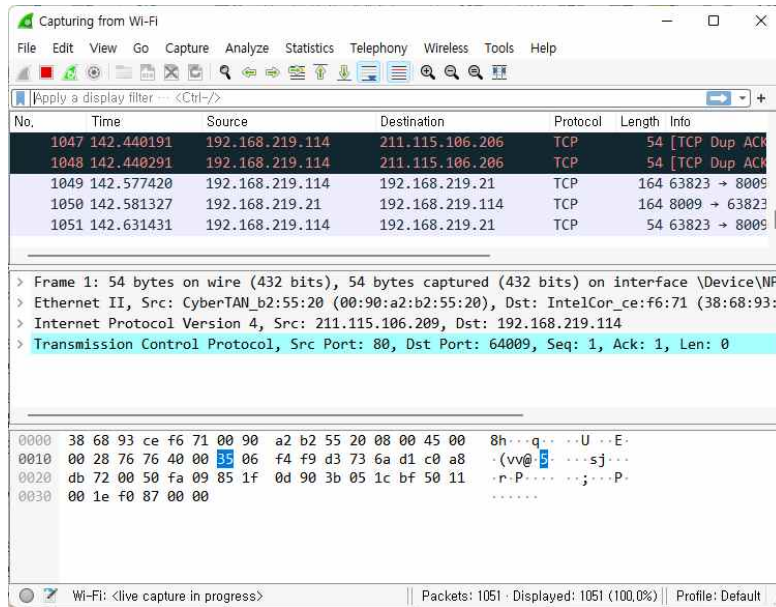 Capturing from Wi-Fi
File Edit View Go Capture Analyze Statistics Telephony Wireless Tools Help
Apply a display filter ... <Ctrl-/>
No. Time Source Destination Protocol Length Info
1047 142.440191 192.168.219.114 211.115.106.206 TCP 54 [TCP Dup ACK
1048 142.440291 192.168.219.114 211.115.106.206 TCP 54 [TCP Dup ACK
1049 142.577420 192.168.219.114 192.168.219.21 TCP 164 63823 → 8009
1050 142.581327 192.168.219.21 192.168.219.114 TCP 164 8009 → 63823
1051 142.631431 192.168.219.114 192.168.219.21 TCP 54 63823 → 8009
> Frame 1: 54 bytes on wire (432 bits), 54 bytes captured (432 bits) on interface \Device\NP
> Ethernet II, Src: CyberTAN_b2:55:20 (00:90:a2:b2:55:20), Dst: IntelCor_ce:f6:71 (38:68:93:
> Internet Protocol Version 4, Src: 211.115.106.209, Dst: 192.168.219.114
> Transmission Control Protocol, Src Port: 80, Dst Port: 64009, Seq: 1, Ack: 1, Len: 0
0000 38 68 93 ce f6 71 00 90 a2 b2 55 20 08 00 45 00 8h···q·· ··U ··E·
0010 00 28 76 76 40 00 35 06 f4 f9 d3 73 6a d1 c0 a8 ·(vv@·5· ···sj···
0020 db 72 00 50 fa 09 85 1f 0d 90 3b 05 1c bf 50 11 ·r·P···· ··;···P·
0030 00 1e f0 87 00 00 ······
Wi-Fi: <live capture in progress> Packets: 1051 · Displayed: 1051 (100,0%) Profile: Default